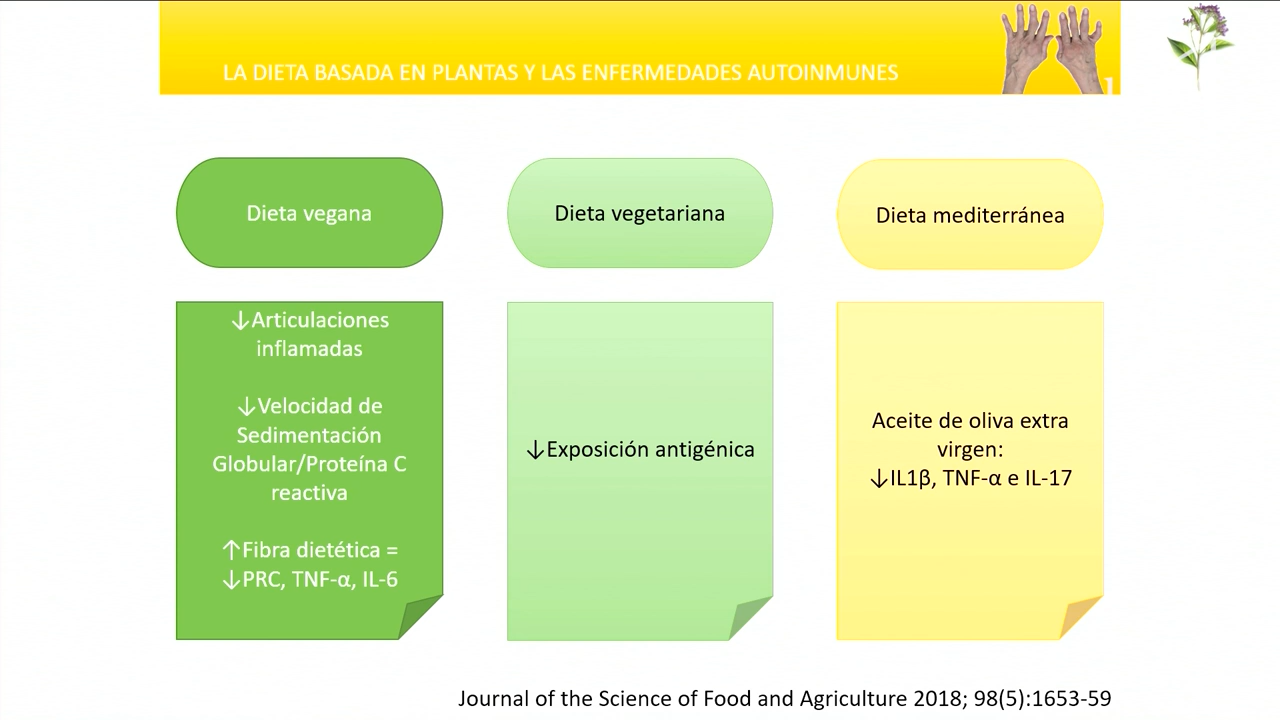 LA DIETA BASADA EN PLANTAS Y LAS ENFERMEDADES AUTOINMUNES
Dieta vegana
Dieta vegetariana
Dieta mediterránea
↓Articulaciones
inflamadas
↓Velocidad de
Sedimentación
Globular/Proteína C
reactiva
↑Fibra dietética =
↓PRC, TNF-α, IL-6
↓Exposición antigénica
Aceite de oliva extra
virgen:
↓IL1β, TNF-α e IL-17
Journal of the Science of Food and Agriculture 2018; 98(5):1653-59